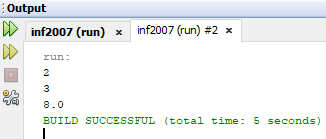 Output
inf2007 (run) × inf2007 (run) #2 ×
run:
2
3
8.0
BUILD SUCCESSFUL (total time: 5 seconds)